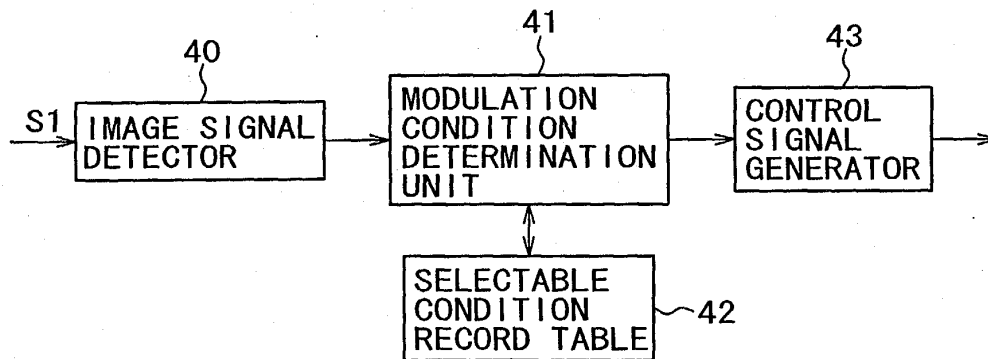 40
41
43
S1
IMAGE SIGNAL
DETECTOR
MODULATION
CONDITION
DETERMINATION
UNIT
CONTROL
SIGNAL
GENERATOR
SELECTABLE
CONDITION
RECORD TABLE
42